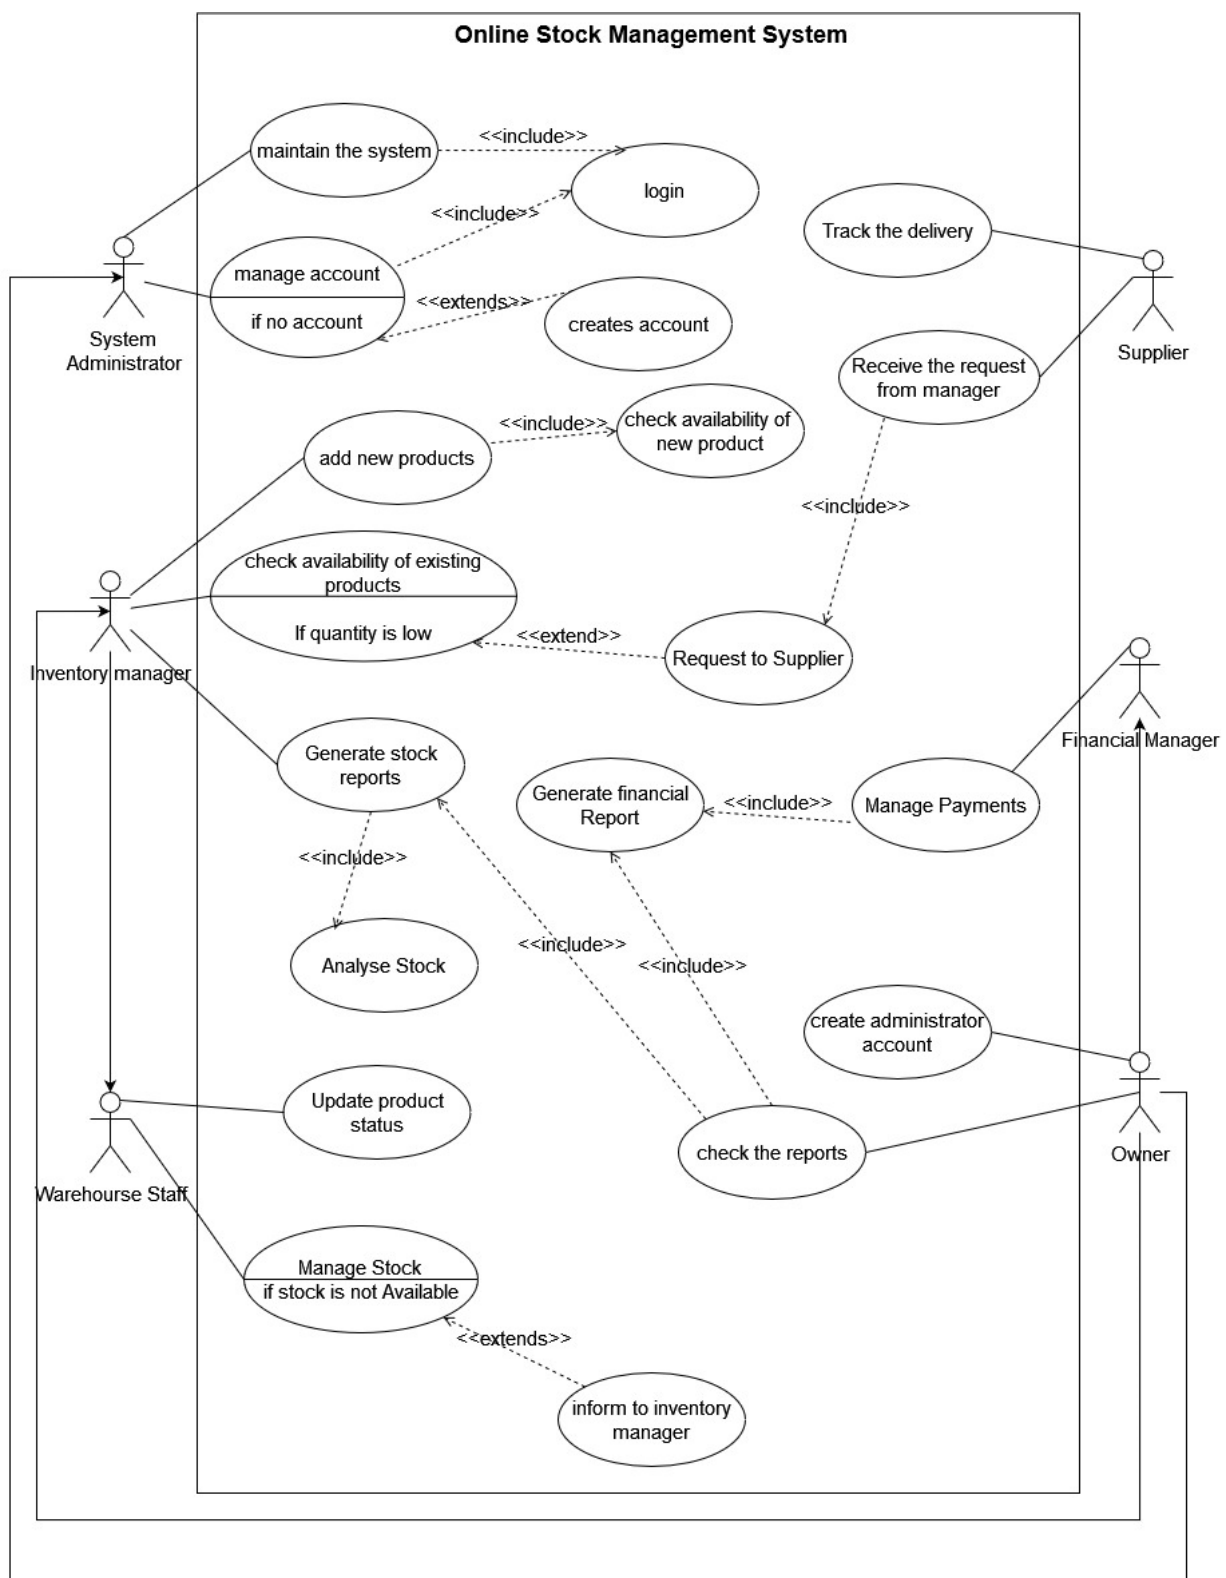 Online Stock Management System
maintain the system
<<include>>
login
<<include>>
Track the delivery
manage account
if no account
<<extends>>
creates account
System
Administrator
Supplier
Receive the request
from manager
add new products
<<include>>
check availability of
new product
<<include>>
check availability of existing
products
If quantity is low
<<extend>>
Request to Supplier
Inventory manager
Financial Manager
Generate stock
reports
Generate financial
Report
<<include>>
Manage Payments
<<include>>
Analyse Stock
<<include>>
<<include>>
create administrator
account
Update product
status
check the reports
Owner
Warehourse Staff
Manage Stock
if stock is not Available
<<extends>>
inform to inventory
manager